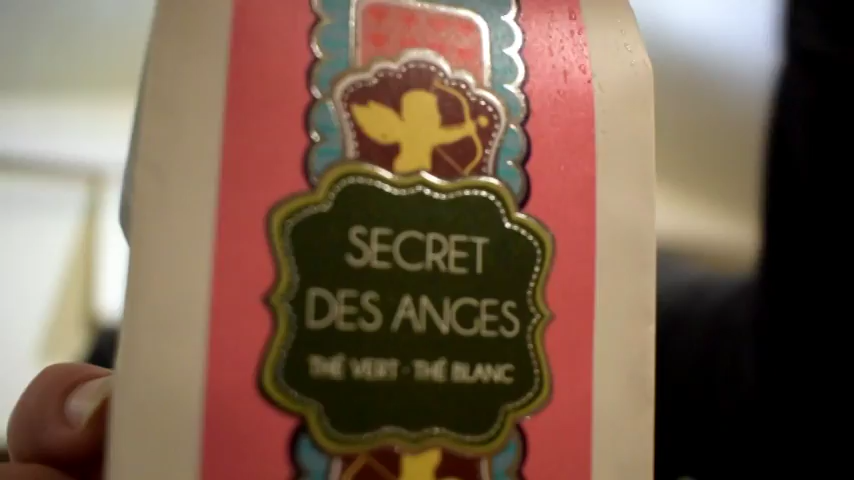 SECRET
DES ANGES
THÉ VERT · THÉ BLANC